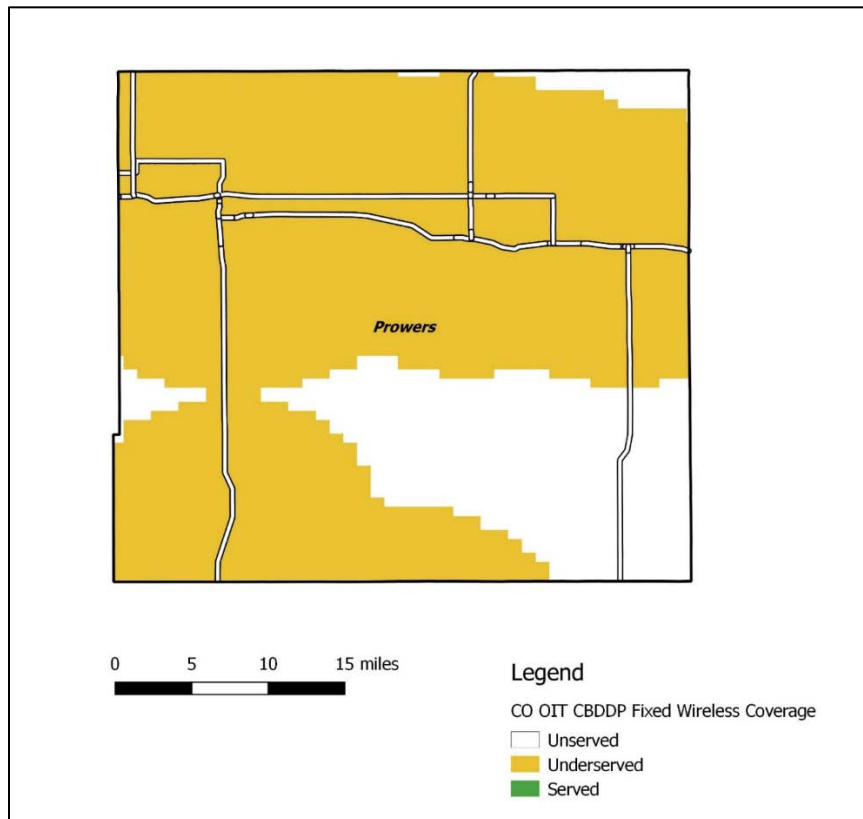 Prowers
0 5 10 15 miles
Legend
CO OIT CBDDP Fixed Wireless Coverage
Unserved
Underserved
Served